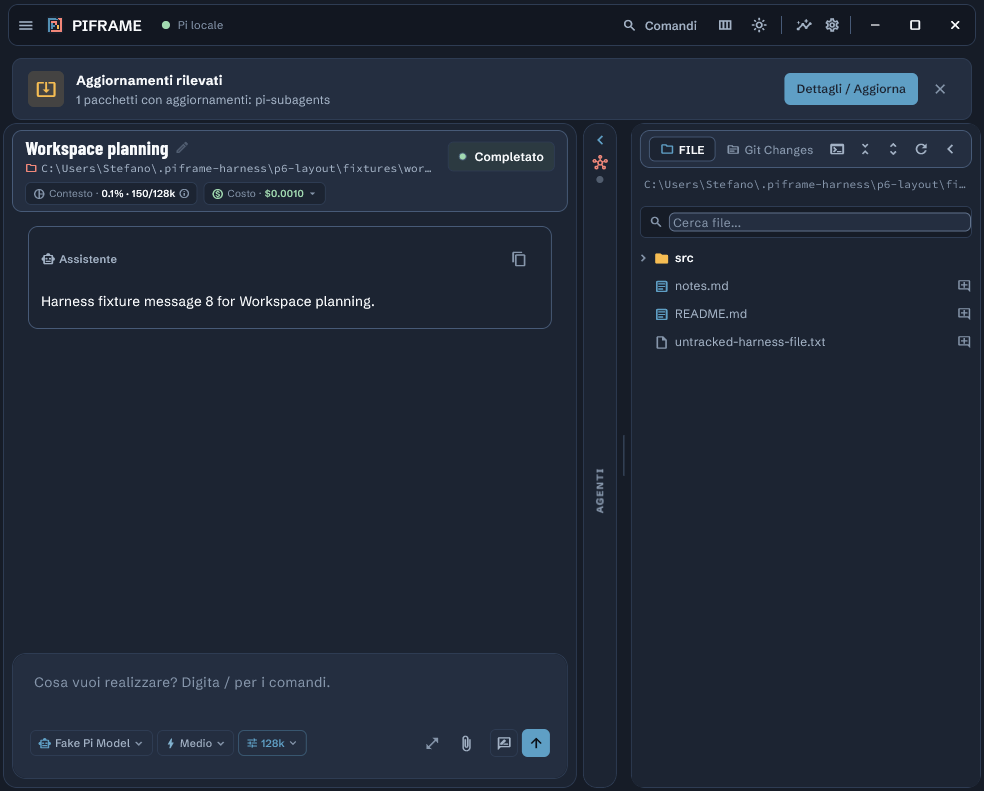 PIFRAME
Pi locale
Comandi
Aggiornamenti rilevati
1 pacchetti con aggiornamenti: pi-subagents
Dettagli / Aggiorna
Workspace planning
C:\Users\Stefano\.piframe-harness\p6-layout\fixtures\wor…
Completato
Contesto · 0.1% · 150/128k
Costo · $0.0010
Assistente
Harness fixture message 8 for Workspace planning.
Cosa vuoi realizzare? Digita / per i comandi.
Fake Pi Model
Medio
128k
AGENTI
FILE
Git Changes
C:\Users\Stefano\.piframe-harness\p6-layout\fi…
Cerca file...
src
notes.md
README.md
untracked-harness-file.txt